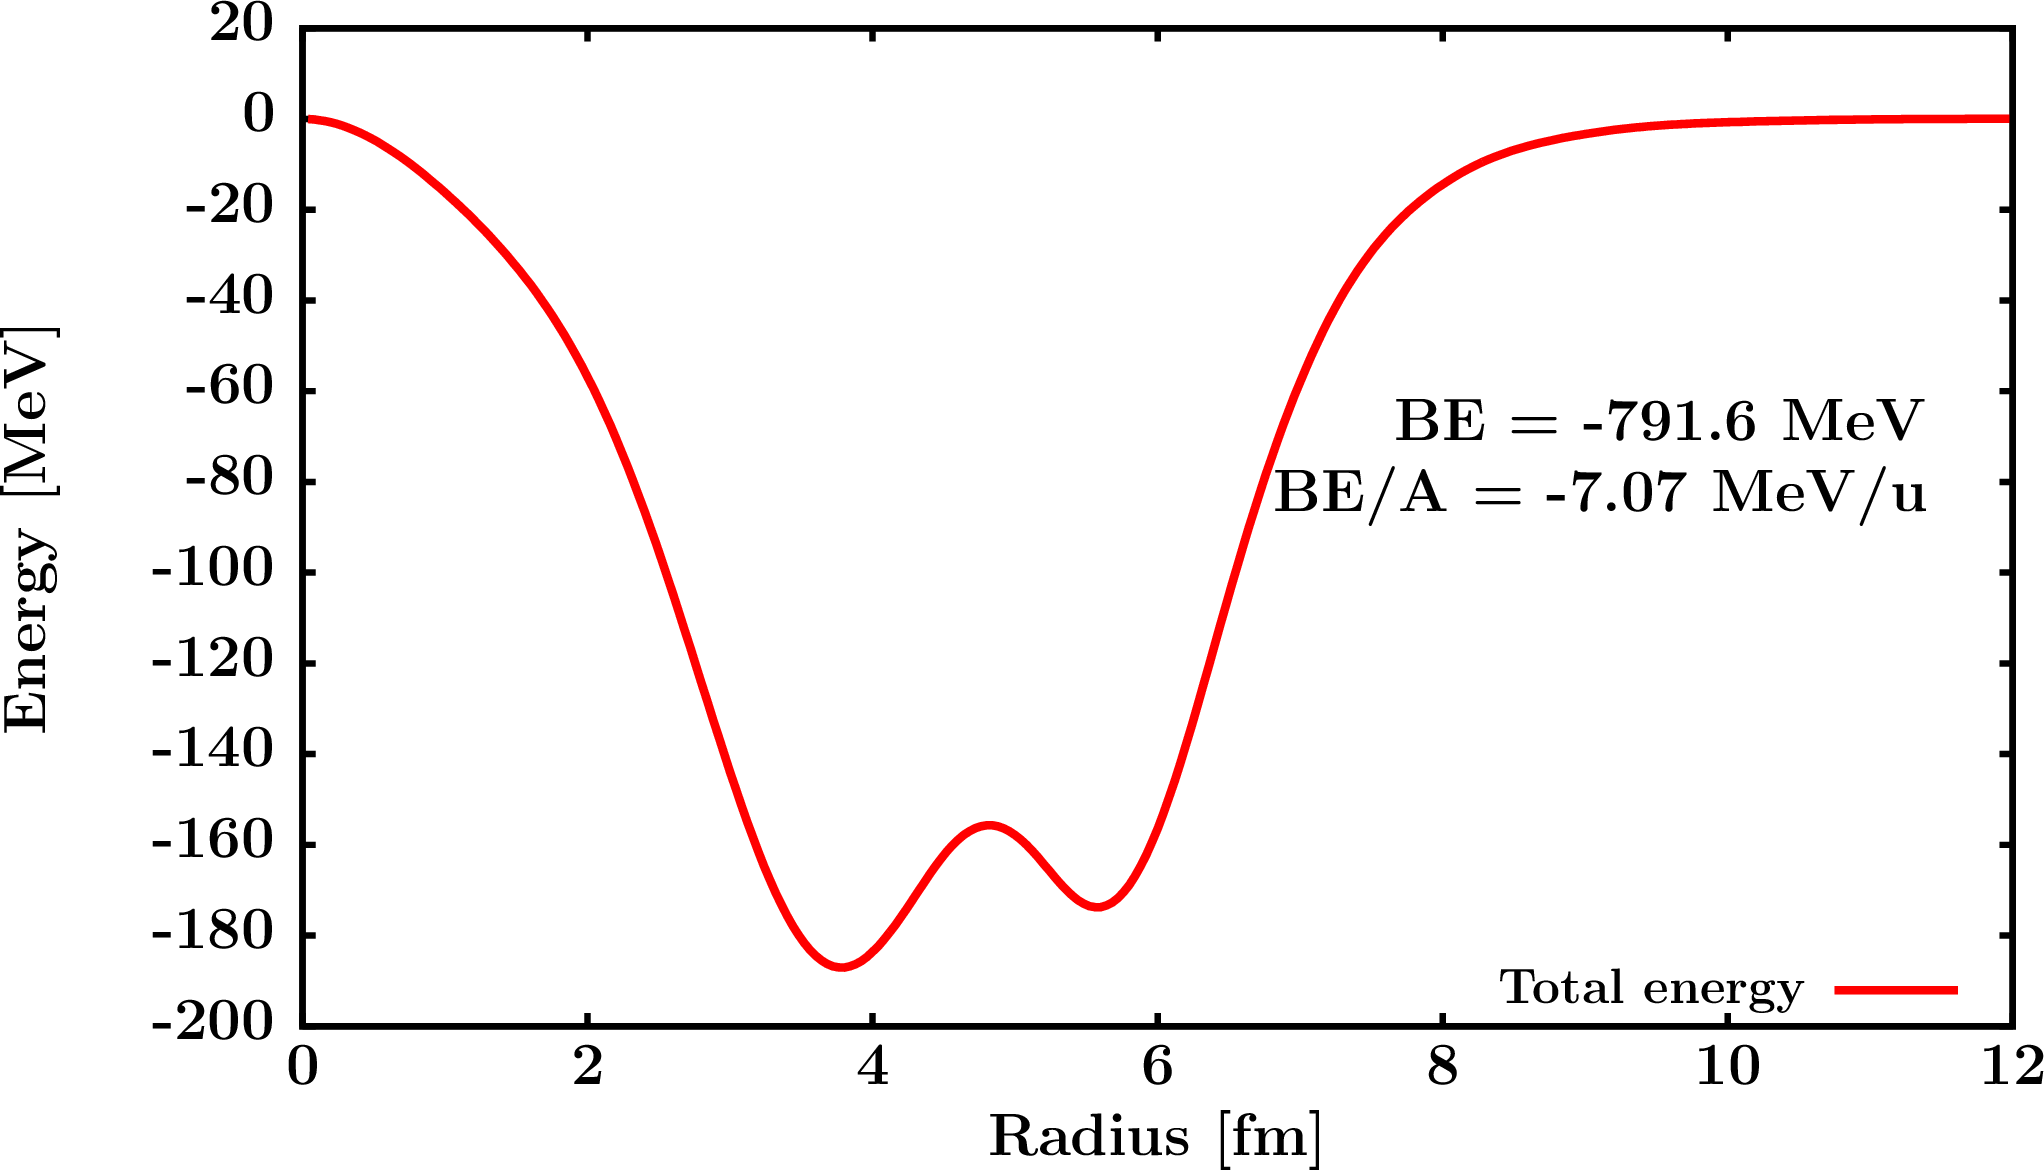 20
0
-20
-40
-60
-80
-100
-120
-140
-160
-180
-200
Energy [MeV]
BE = -791.6 MeV
BE/A = -7.07 MeV/u
Total energy
0 2 4 6 8 10 12
Radius [fm]